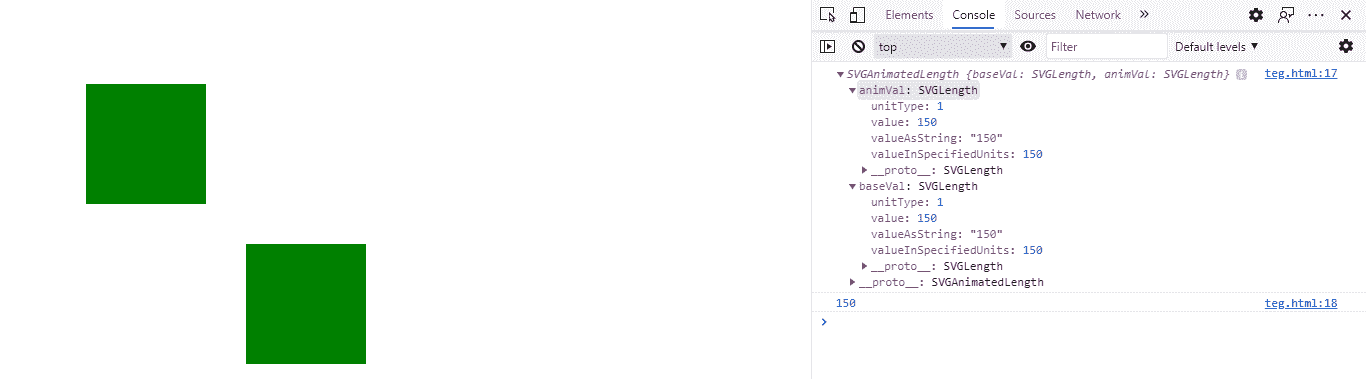 Elements Console Sources Network »
top ▼ Filter Default levels ▼
▼SVGAnimatedLength {baseVal: SVGLength, animVal: SVGLength} i teg.html:17
▼animVal: SVGLength
unitType: 1
value: 150
valueAsString: "150"
valueInSpecifiedUnits: 150
▶__proto__: SVGLength
▼baseVal: SVGLength
unitType: 1
value: 150
valueAsString: "150"
valueInSpecifiedUnits: 150
▶__proto__: SVGLength
▶__proto__: SVGAnimatedLength
150 teg.html:18